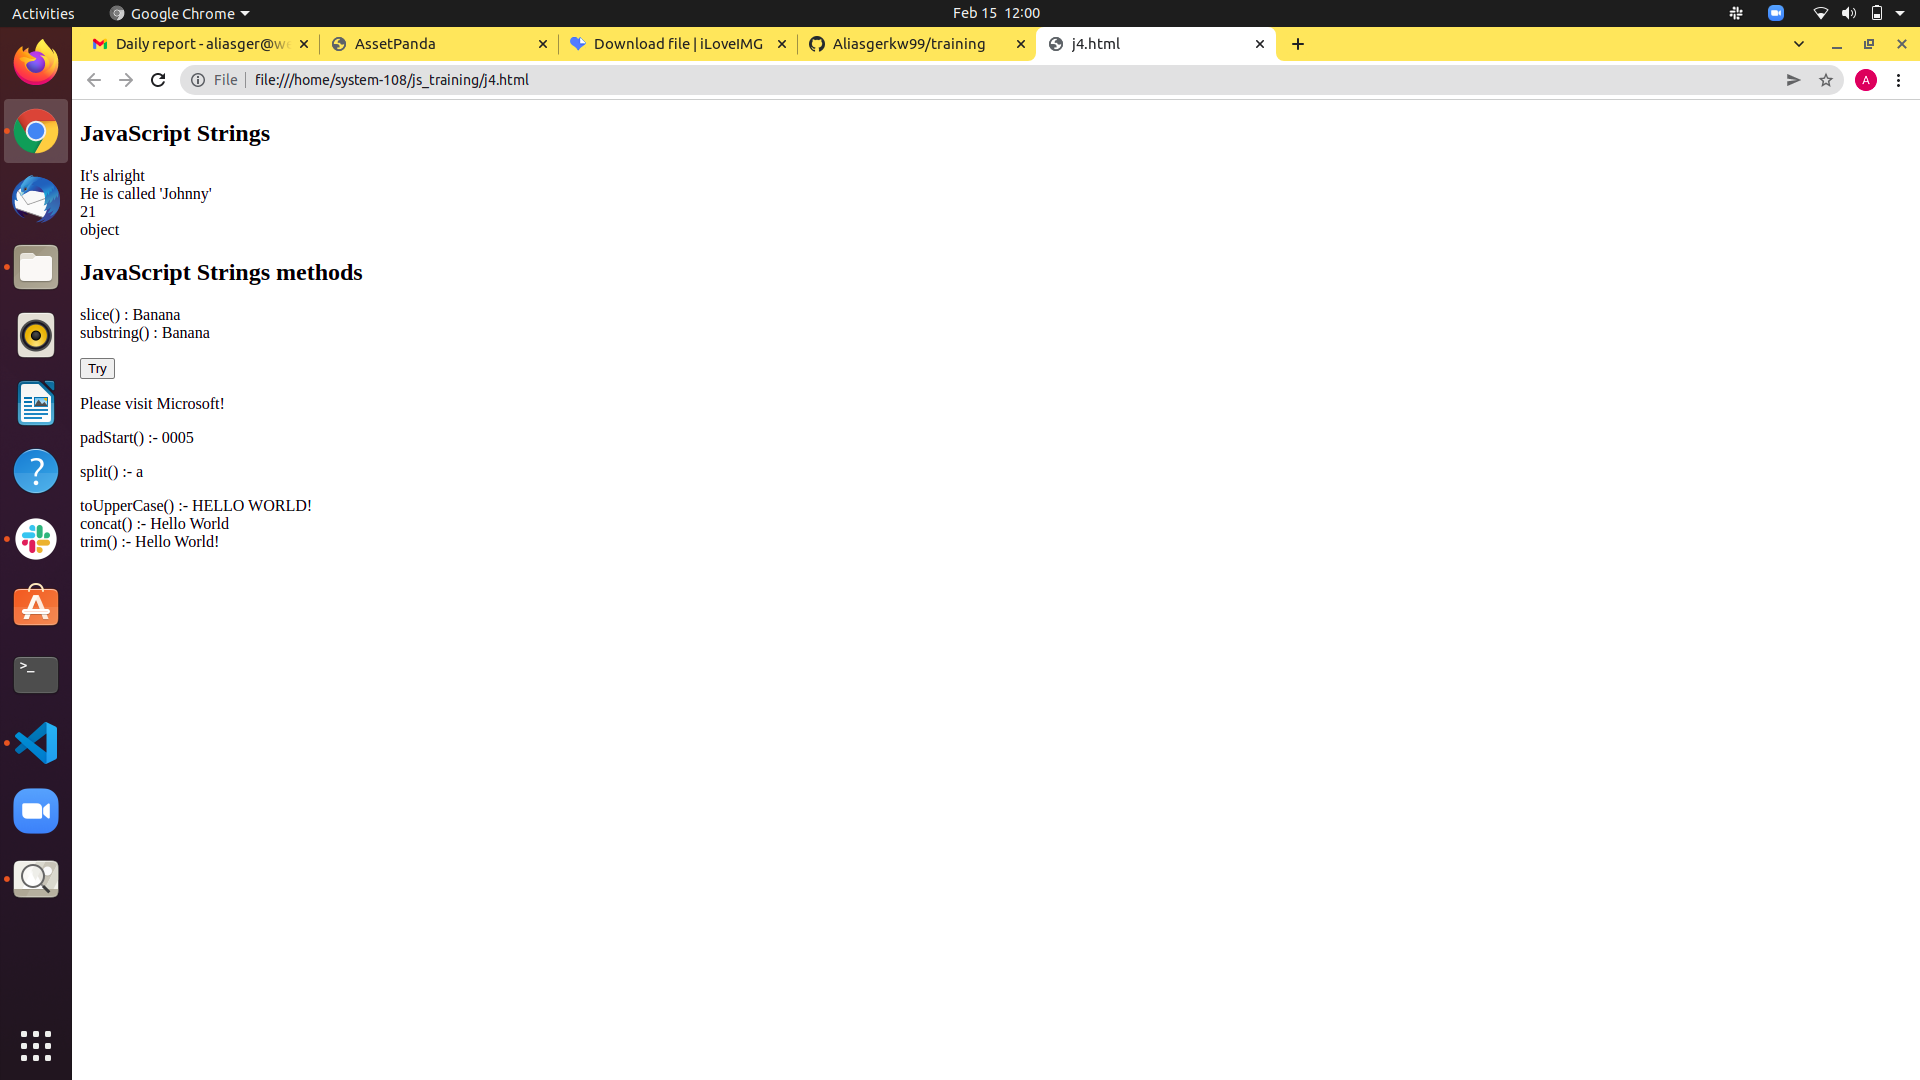 Activities
Google Chrome
Feb 15 12:00
Daily report - aliasger@we
AssetPanda
Download file | iLoveIMG
Aliasgerkw99/training
j4.html
File
file:///home/system-108/js_training/j4.html
A
JavaScript Strings
It's alright
He is called 'Johnny'
21
object
JavaScript Strings methods
slice() : Banana
substring() : Banana
Try
Please visit Microsoft!
padStart() :- 0005
split() :- a
toUpperCase() :- HELLO WORLD!
concat() :- Hello World
trim() :- Hello World!